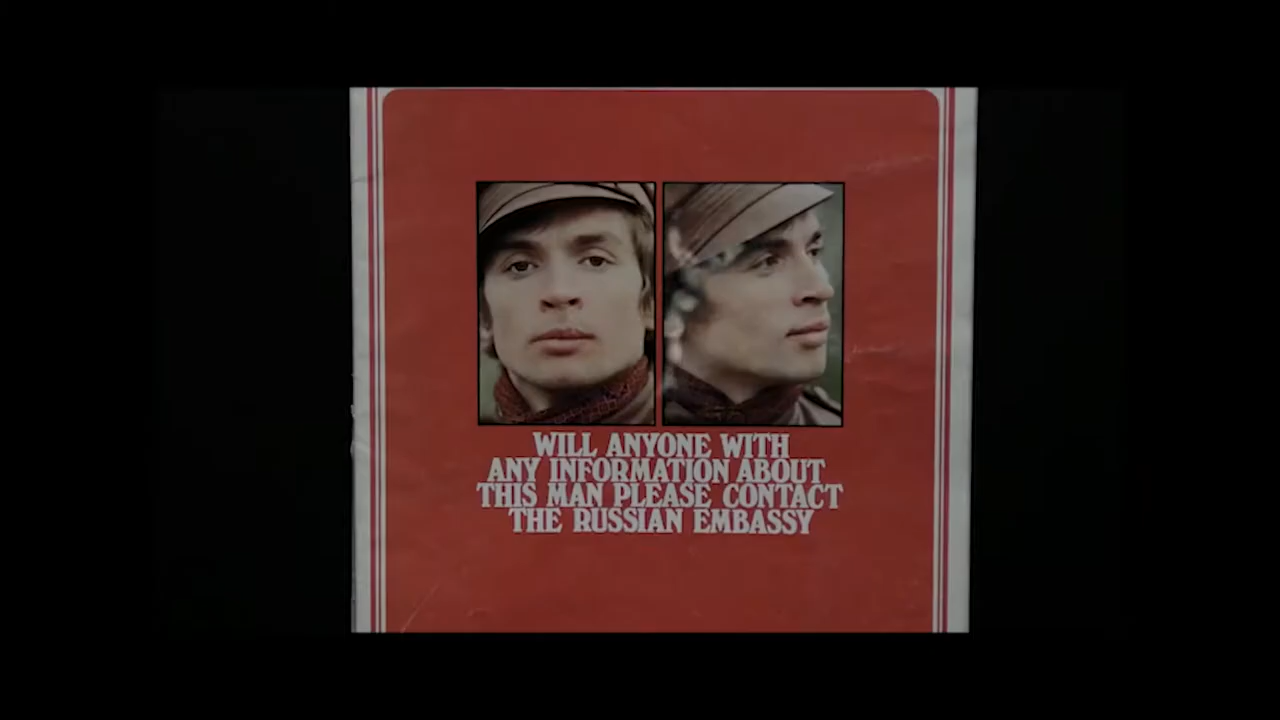 WILL ANYONE WITH
ANY INFORMATION ABOUT
THIS MAN PLEASE CONTACT
THE RUSSIAN EMBASSY